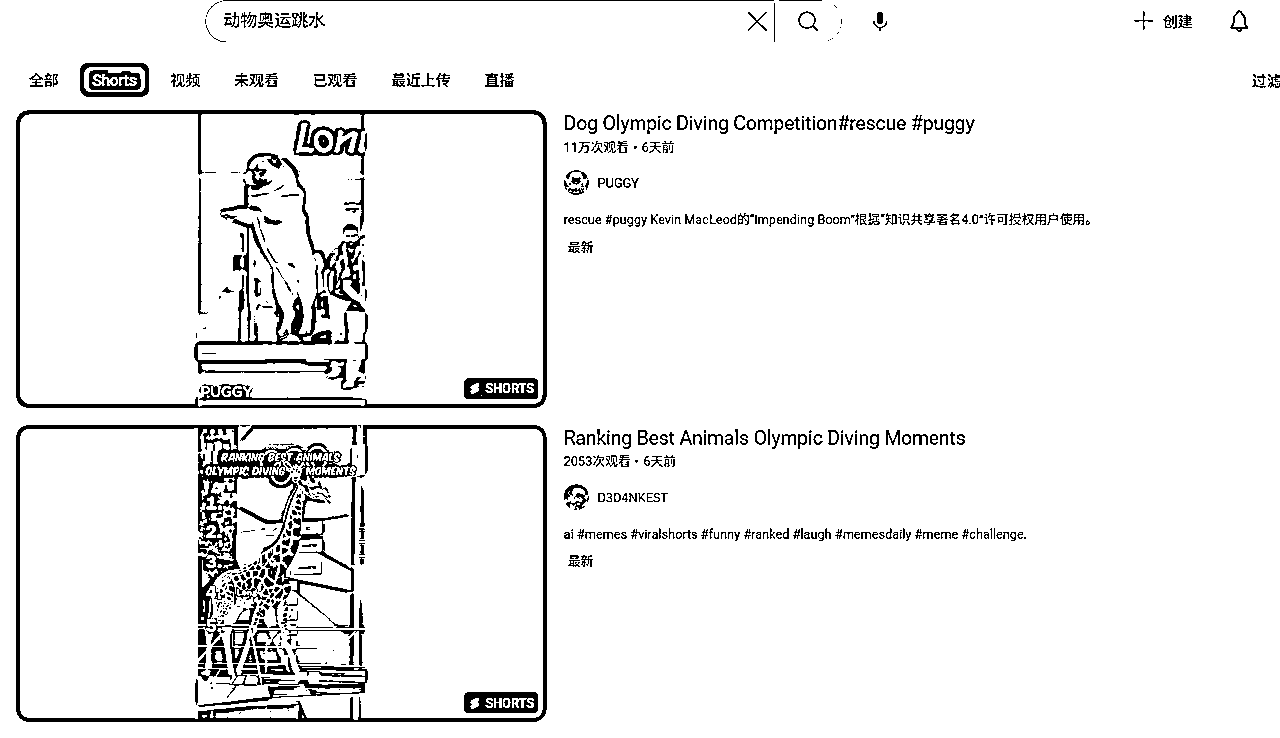 动物奥运跳水
创建
全部 Shorts 视频 未观看 已观看 最近上传 直播 过滤
Dog Olympic Diving Competition#rescue #puggy
11万次观看・6天前
PUGGY
rescue #puggy Kevin MacLeod的“Impending Boom”根据“知识共享署名4.0”许可授权用户使用。
最新
PUGGY
SHORTS
Ranking Best Animals Olympic Diving Moments
2053次观看・6天前
D3D4NKEST
ai #memes #viralshorts #funny #ranked #laugh #memesdaily #meme #challenge.
最新
RANKING BEST ANIMALS
OLYMPIC DIVING MOMENTS
1
2
3
SHORTS